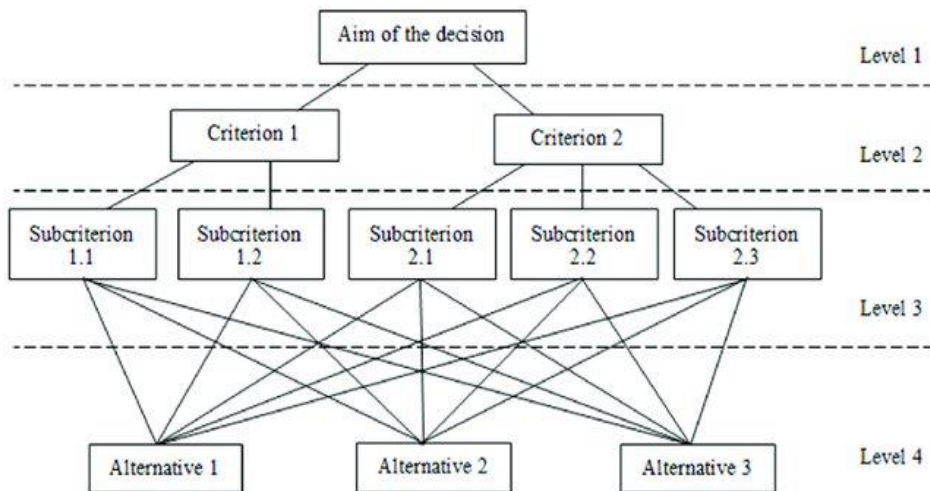 Aim of the decision
Level 1
Criterion 1
Criterion 2
Level 2
Subcriterion
1.1
Subcriterion
1.2
Subcriterion
2.1
Subcriterion
2.2
Subcriterion
2.3
Level 3
Alternative 1
Alternative 2
Alternative 3
Level 4